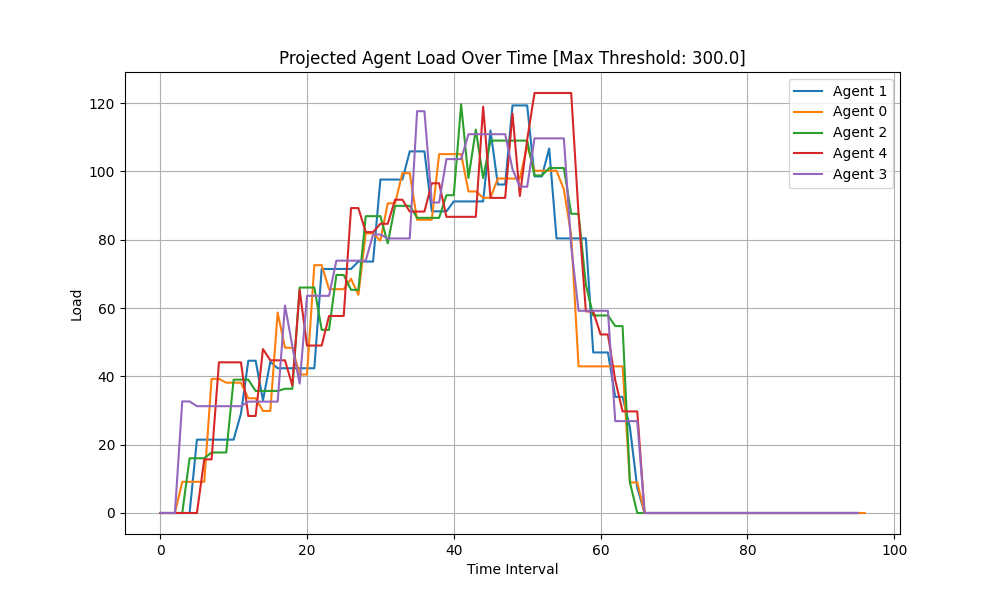 Projected Agent Load Over Time [Max Threshold: 300.0]
Agent 1
Agent 0
Agent 2
Agent 4
Agent 3
120
100
80
60
40
20
0
Load
0 20 40 60 80 100
Time Interval